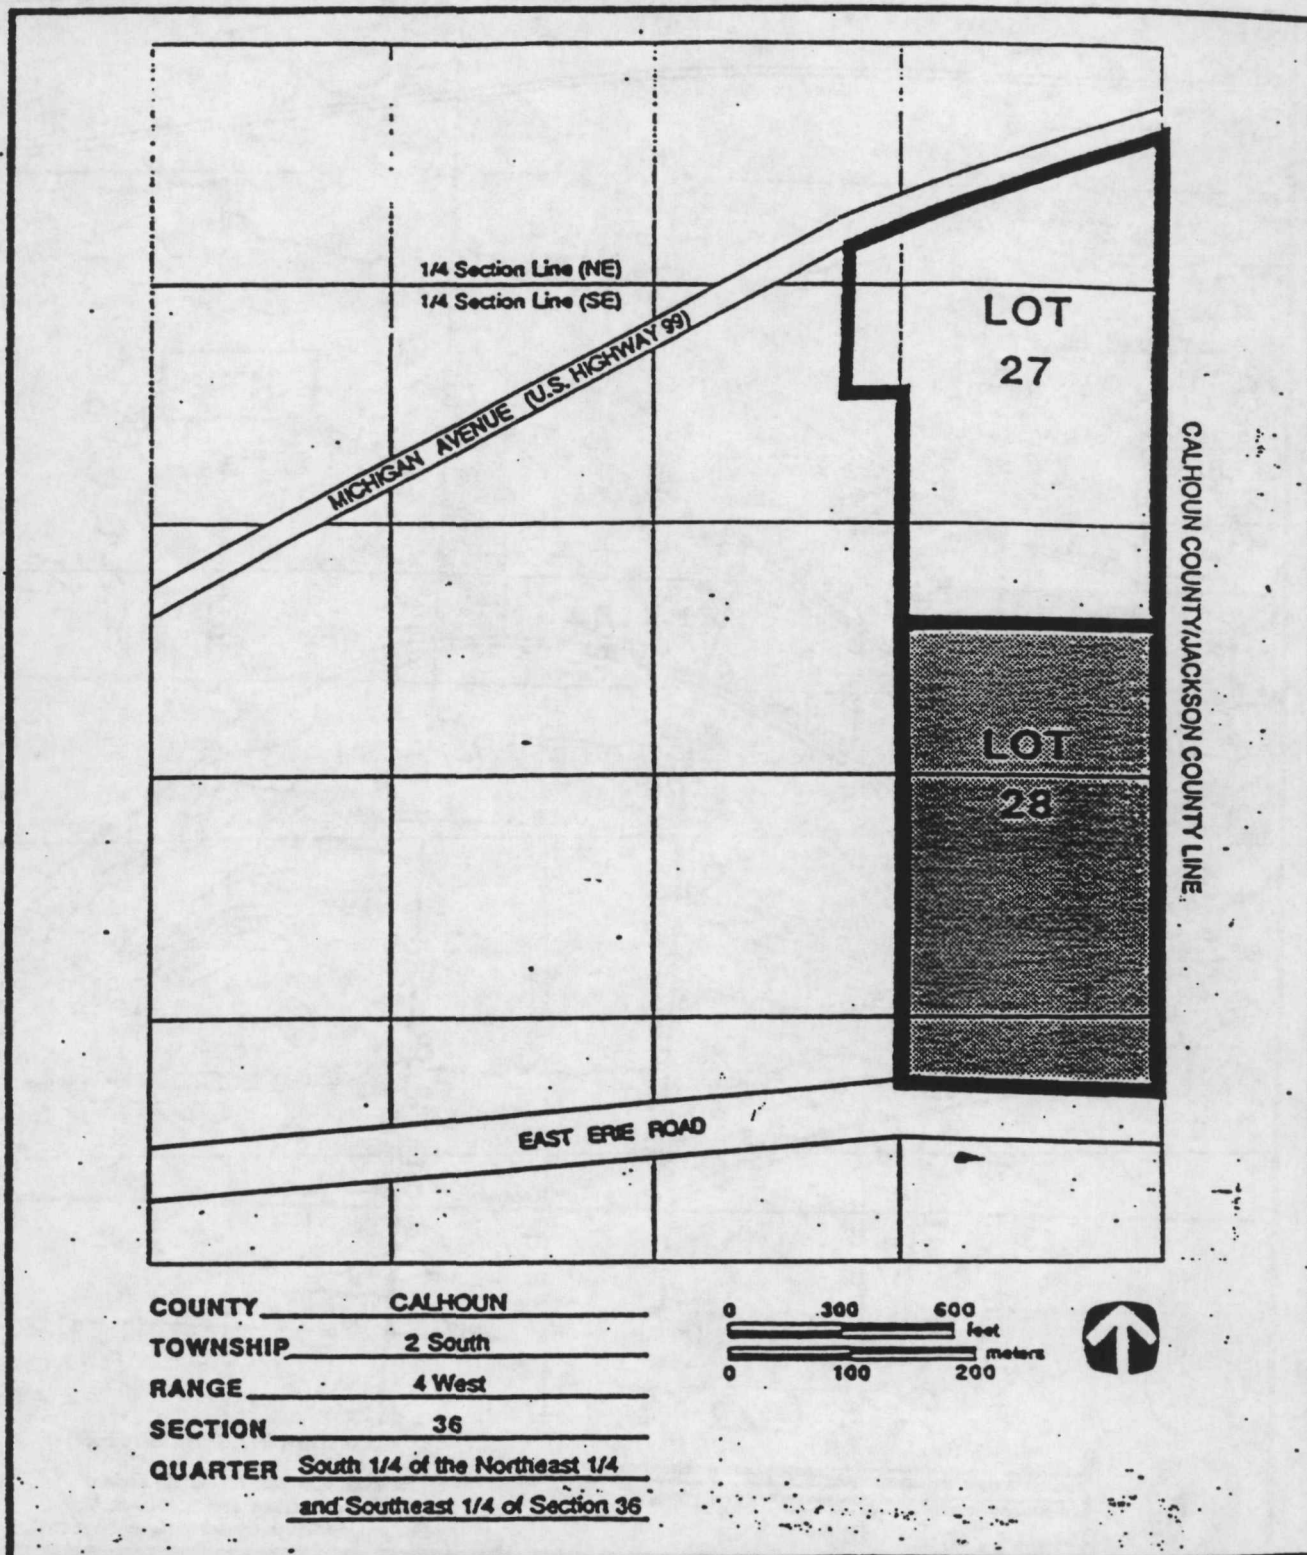 1/4 Section Line (NE)
1/4 Section Line (SE)
MICHIGAN AVENUE (U.S. HIGHWAY 99)
LOT
27
CALHOUN COUNTY/JACKSON COUNTY LINE
LOT
28
EAST ERIE ROAD
COUNTY CALHOUN
TOWNSHIP 2 South
RANGE 4 West
SECTION 36
QUARTER South 1/4 of the Northeast 1/4
and Southeast 1/4 of Section 36
0 300 600
feet
meters
0 100 200